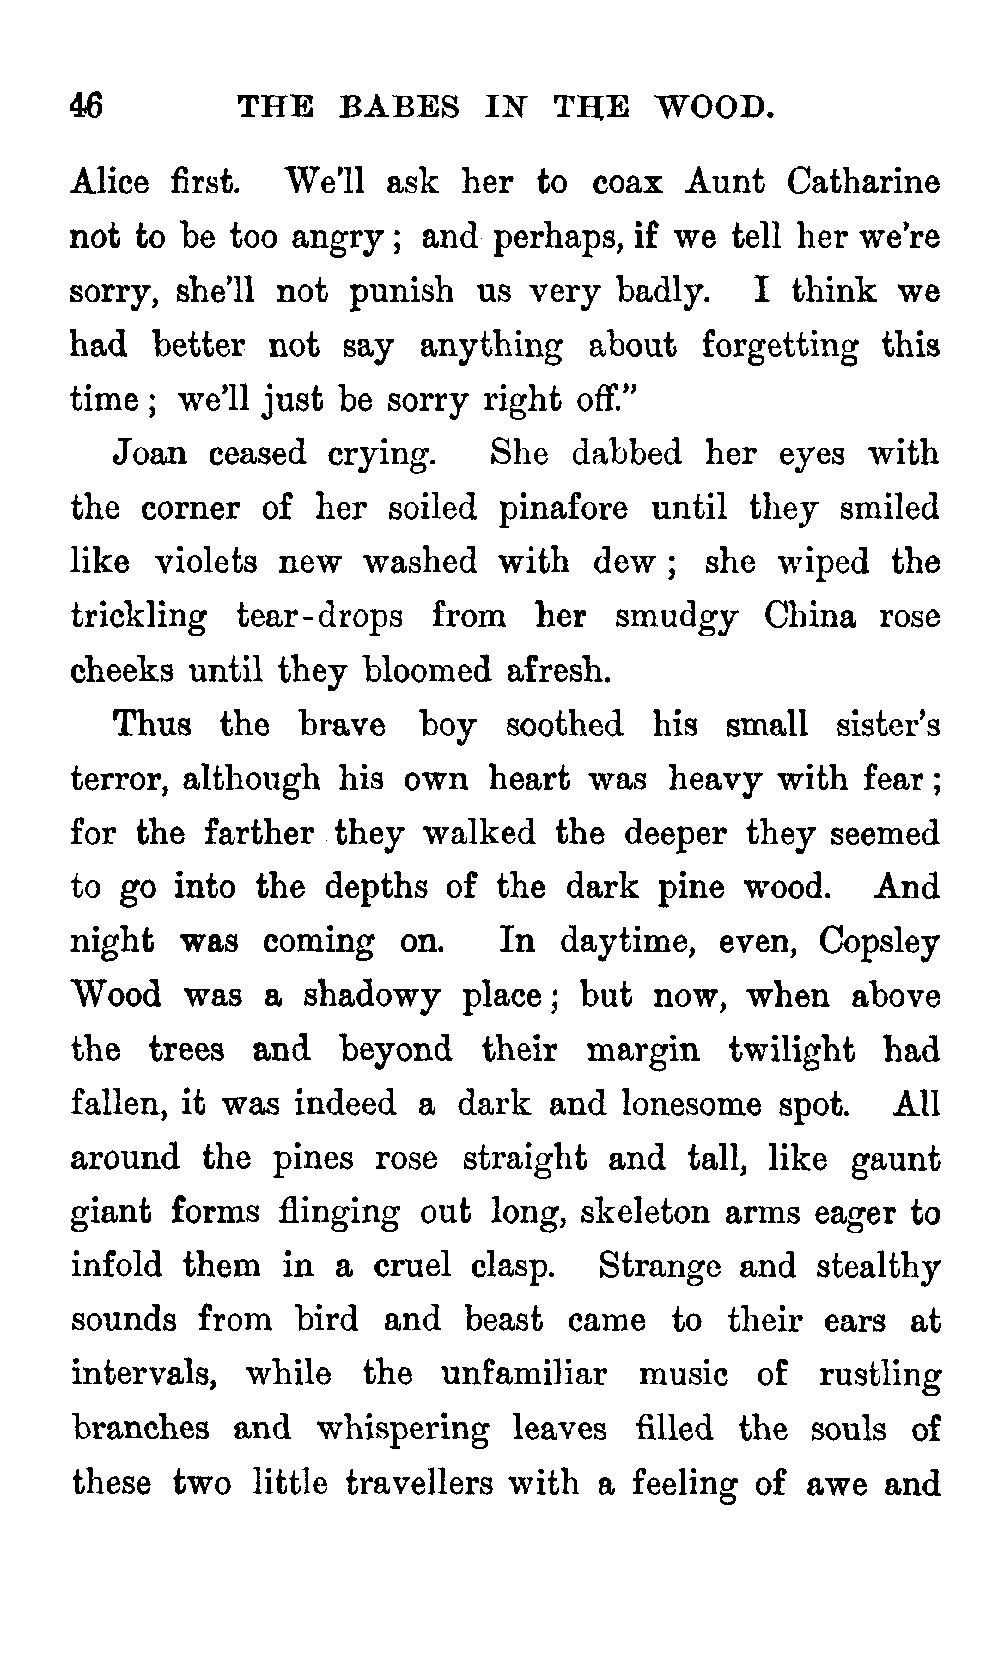 46 THE BABES IN THE WOOD.
Alice first. We'll ask her to coax Aunt Catharine
not to be too angry ; and perhaps, if we tell her we're
sorry, she'll not punish us very badly. I think we
had better not say anything about forgetting this
time ; we'll just be sorry right off."
Joan ceased crying. She dabbed her eyes with
the corner of her soiled pinafore until they smiled
like violets new washed with dew ; she wiped the
trickling tear-drops from her smudgy China rose
cheeks until they bloomed afresh.
Thus the brave boy soothed his small sister's
terror, although his own heart was heavy with fear ;
for the farther they walked the deeper they seemed
to go into the depths of the dark pine wood. And
night was coming on. In daytime, even, Copsley
Wood was a shadowy place ; but now, when above
the trees and beyond their margin twilight had
fallen, it was indeed a dark and lonesome spot. All
around the pines rose straight and tall, like gaunt
giant forms flinging out long, skeleton arms eager to
infold them in a cruel clasp. Strange and stealthy
sounds from bird and beast came to their ears at
intervals, while the unfamiliar music of rustling
branches and whispering leaves filled the souls of
these two little travellers with a feeling of awe and